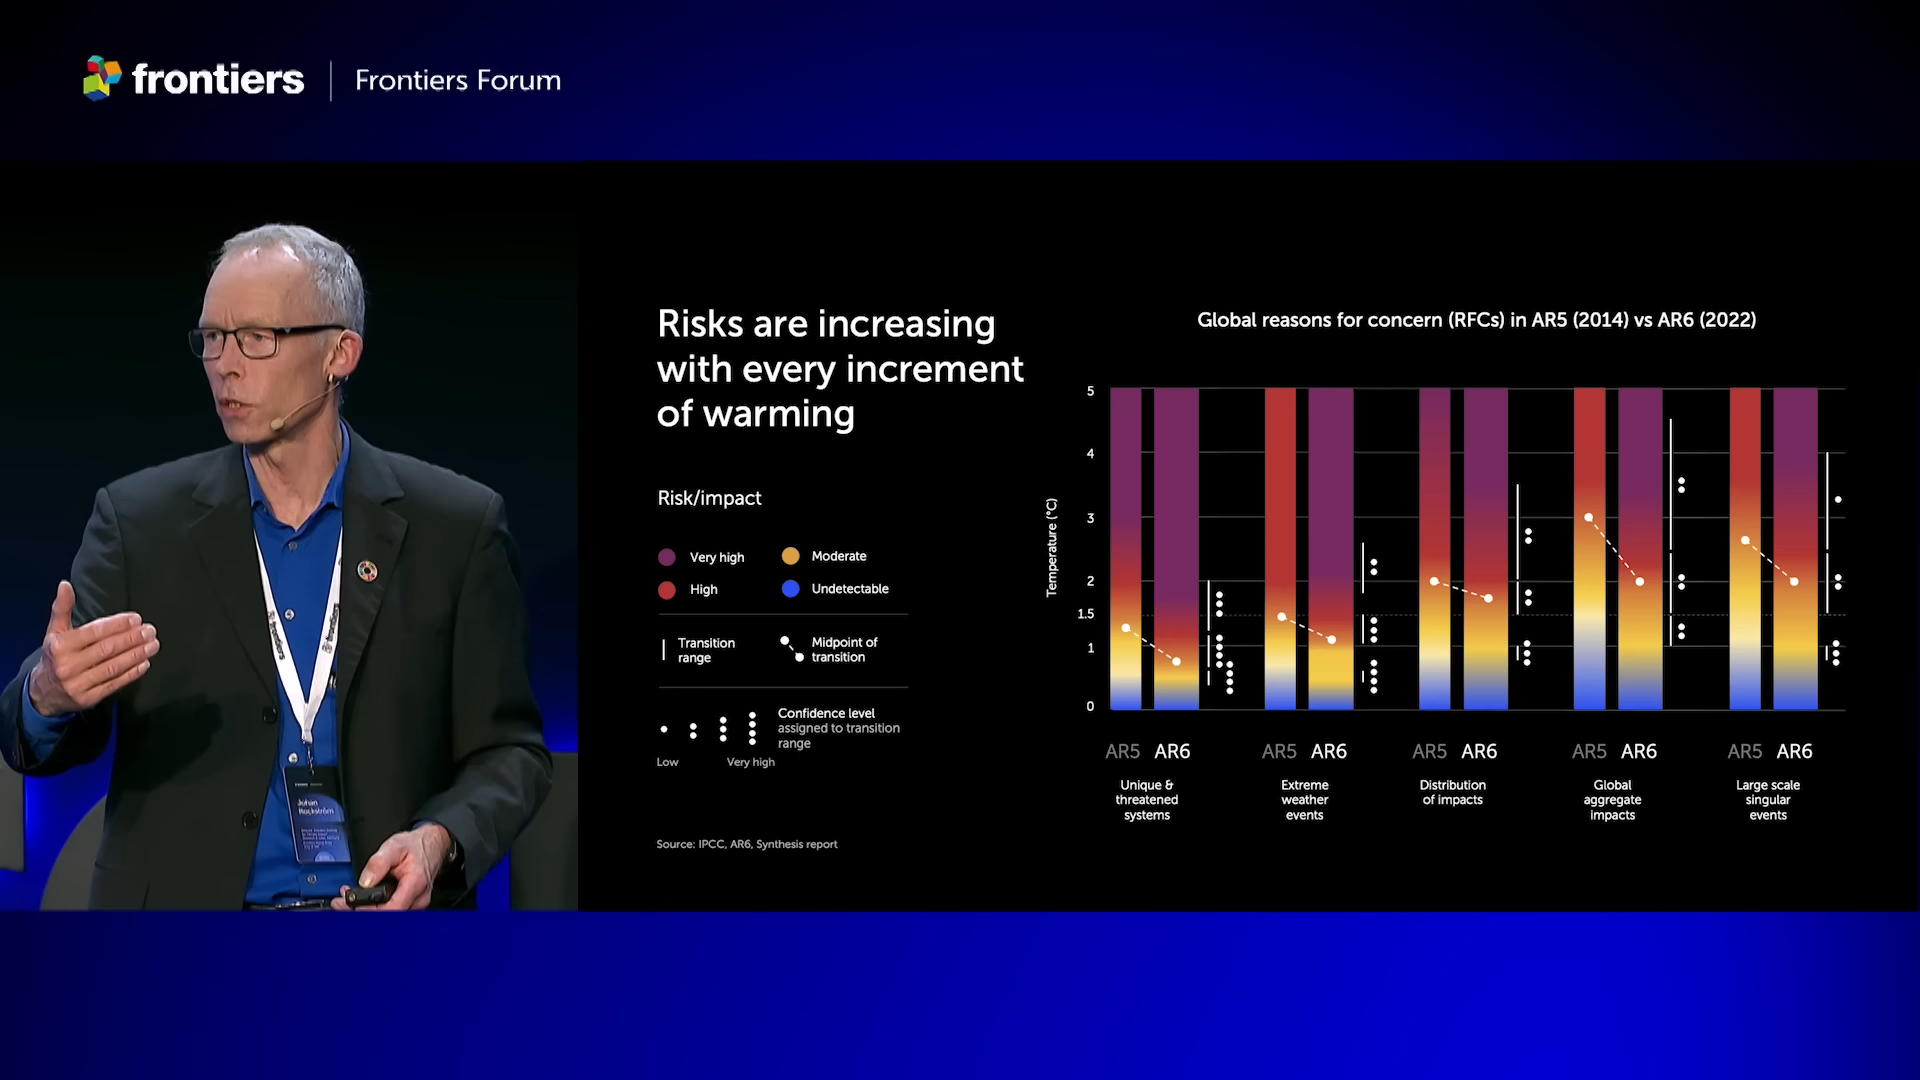 frontiers
Frontiers Forum
Risks are increasing
with every increment
of warming
Risk/impact
Very high
Moderate
High
Undetectable
Transition
range
Midpoint of
transition
Confidence level
assigned to transition
range
Low
Very high
Source: IPCC, AR6, Synthesis report
Global reasons for concern (RFCs) in AR5 (2014) vs AR6 (2022)
Temperature (°C)
5
4
3
2
1.5
1
0
AR5 AR6
Unique &
threatened
systems
AR5 AR6
Extreme
weather
events
AR5 AR6
Distribution
of impacts
AR5 AR6
Global
aggregate
impacts
AR5 AR6
Large scale
singular
events
frontiers
frontiers
Johan
Rockström